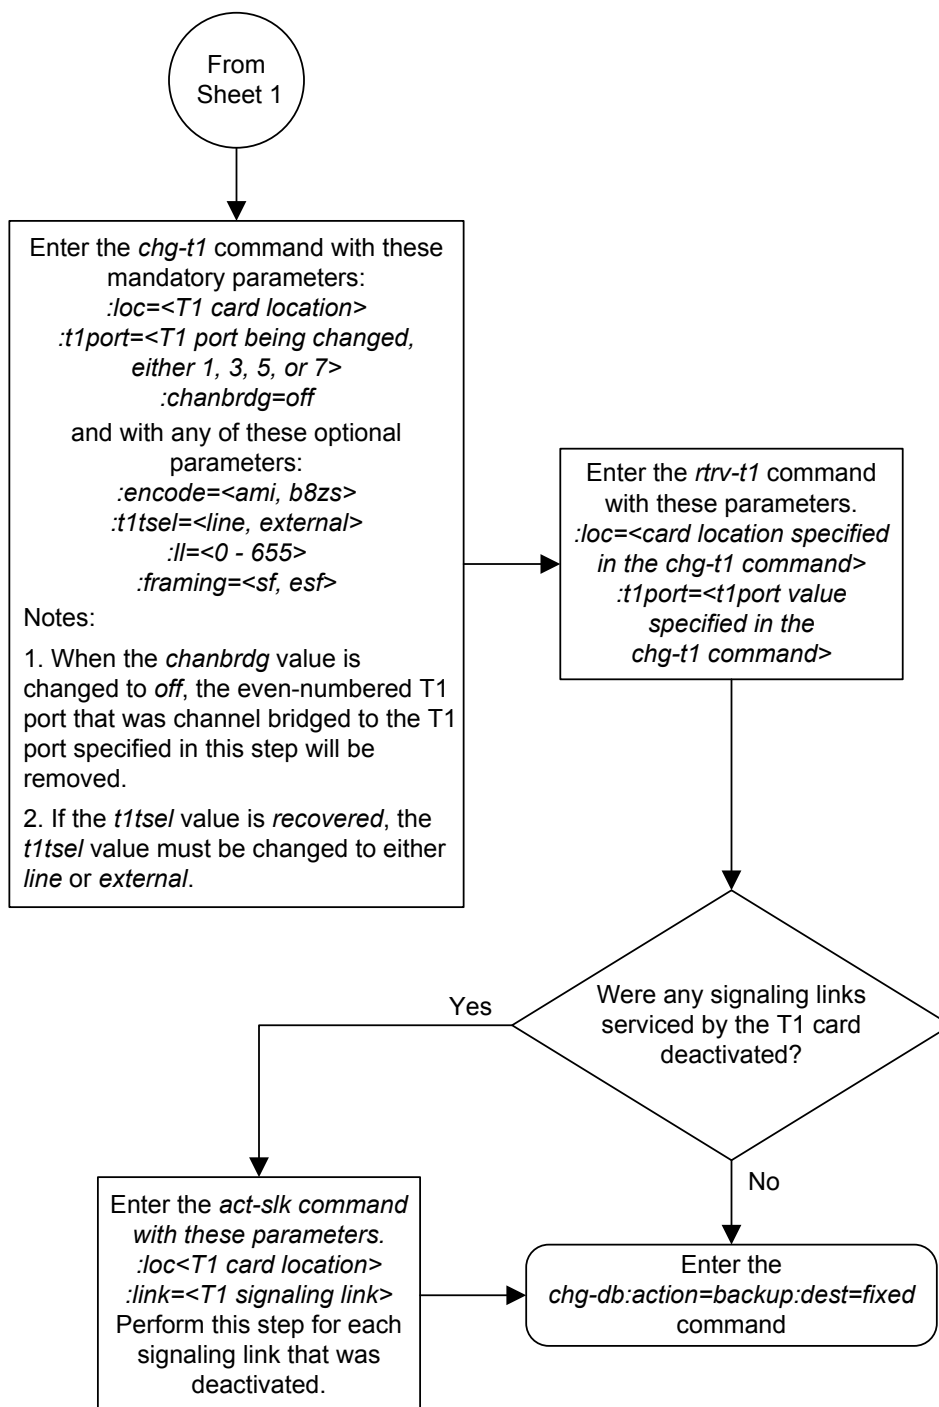 From
Sheet 1
Enter the chg-t1 command with these
mandatory parameters:
:loc=<T1 card location>
:t1port=<T1 port being changed,
either 1, 3, 5, or 7>
:chanbrdg=off
and with any of these optional
parameters:
:encode=<ami, b8zs>
:t1tsel=<line, external>
:ll=<0 - 655>
:framing=<sf, esf>
Notes:
1. When the chanbrdg value is
changed to off, the even-numbered T1
port that was channel bridged to the T1
port specified in this step will be
removed.
2. If the t1tsel value is recovered, the
t1tsel value must be changed to either
line or external.
Enter the rtrv-t1 command
with these parameters.
:loc=<card location specified
in the chg-t1 command>
:t1port=<t1port value
specified in the
chg-t1 command>
Were any signaling links
serviced by the T1 card
deactivated?
Yes
No
Enter the act-slk command
with these parameters.
:loc<T1 card location>
:link=<T1 signaling link>
Perform this step for each
signaling link that was
deactivated.
Enter the
chg-db:action=backup:dest=fixed
command